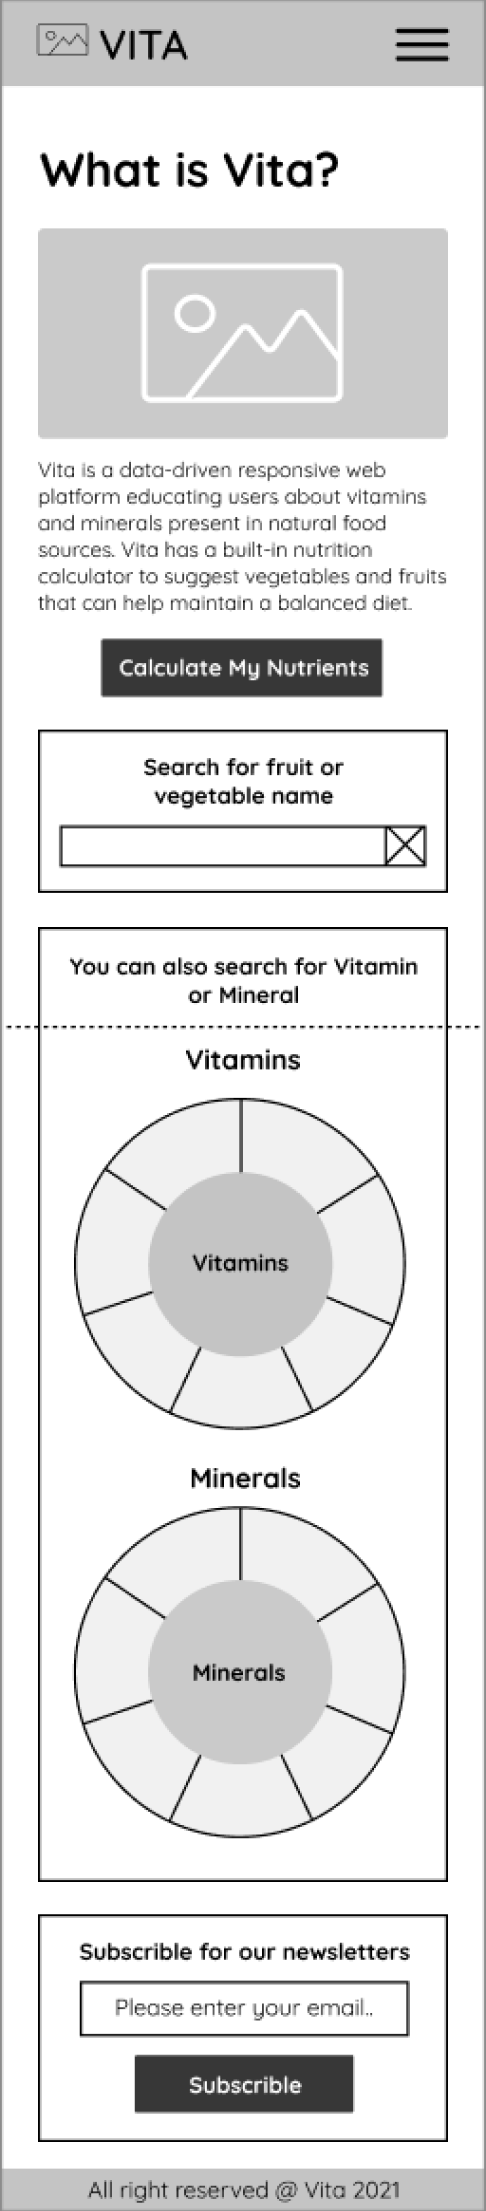 VITA
What is Vita?
Vita is a data-driven responsive web
platform educating users about vitamins
and minerals present in natural food
sources. Vita has a built-in nutrition
calculator to suggest vegetables and fruits
that can help maintain a balanced diet.
Calculate My Nutrients
Search for fruit or
vegetable name
You can also search for Vitamin
or Mineral
Vitamins
Vitamins
Minerals
Minerals
Subscrible for our newsletters
Please enter your email..
Subscrible
All right reserved @ Vita 2021